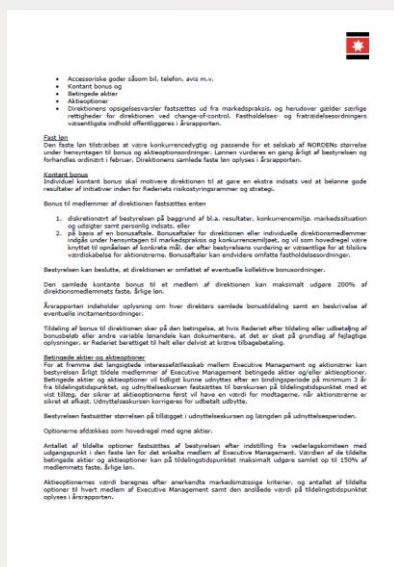 • Accessoriske goder såsom bil, telefon, avis m.v.
• Kontant bonus og
• Betingede aktier
• Aktieoptioner
• Direktionens opsigelsesvarsler fastsættes ud fra markedspraksis, og herudover gælder særlige
rettigheder for direktionen ved change-of-control. Fastholdelses- og fratrædelsesordningers
væsentligste indhold offentliggøres i årsrapporten.
Fast løn
Den faste løn tilstræbes at være konkurrencedygtig og passende for et selskab af NORDENs størrelse
under hensyntagen til bonus og aktieoptionsordninger. Lønnen vurderes en gang årligt af bestyrelsen og
forhandles ordinært i februar. Direktionens samlede faste løn oplyses i årsrapporten.
Kontant bonus
Individuel kontant bonus skal motivere direktionen til at gøre en ekstra indsats ved at belønne gode
resultater af initiativer inden for Rederiets risikostyringsrammer og strategi.
Bonus til medlemmer af direktionen fastsættes enten
1. diskretionært af bestyrelsen på baggrund af bl.a. resultater, konkurrencemiljø, markedssituation
og udsigter samt personlig indsats, eller
2. på basis af en bonusaftale. Bonusaftaler for direktionen eller individuelle direktionsmedlemmer
indgås under hensyntagen til markedspraksis og konkurrencemiljøet, og vil som hovedregel være
knyttet til opnåelsen af konkrete mål, der efter bestyrelsens vurdering er væsentlige for at tilsikre
værdiskabelse for aktionærerne. Bonusaftaler kan endvidere omfatte fastholdelsesordninger.
Bestyrelsen kan beslutte, at direktionen er omfattet af eventuelle kollektive bonusordninger.
Den samlede kontante bonus til et medlem af direktionen kan maksimalt udgøre 200% af
direktionsmedlemmets faste, årlige løn.
Årsrapporten indeholder oplysning om hver direktørs samlede bonustildeling samt en beskrivelse af
eventuelle incitamentsordninger.
Tildeling af bonus til direktionen sker på den betingelse, at hvis Rederiet efter tildeling eller udbetaling af
bonusbeløb eller andre variable lønandele kan dokumentere, at det er sket på grundlag af fejlagtige
oplysninger, er Rederiet berettiget til helt eller delvist at kræve tilbagebetaling.
Betingede aktier og aktieoptioner
For at fremme det langsigtede interessefællesskab mellem Executive Management og aktionærer kan
bestyrelsen årligt tildele medlemmer af Executive Management betingede aktier og/eller aktieoptioner.
Betingede aktier og aktieoptioner vil tidligst kunne udnyttes efter en bindingsperiode på minimum 3 år
fra tildelingstidspunktet, og udnyttelseskursen fastsættes til børskursen på tildelingstidspunktet med et
vist tillæg, der sikrer at aktieoptionerne først vil have en værdi for modtagerne, når aktionærerne er
sikret et afkast. Udnyttelseskursen korrigeres for udbetalt udbytte.
Bestyrelsen fastsætter størrelsen på tillægget i udnyttelseskursen og længden på udnyttelsesperioden.
Optionerne afdækkes som hovedregel med egne aktier.
Antallet af tildelte optioner fastsættes af bestyrelsen efter indstilling fra vederlagskomiteen med
udgangspunkt i den faste løn for det enkelte medlem af Executive Management. Værdien af de tildelte
betingede aktier og aktieoptioner kan på tildelingstidspunktet maksimalt udgøre samlet op til 150% af
medlemmets faste, årlige løn.
Aktieoptionernes værdi beregnes efter anerkendte markedsmæssige kriterier, og antallet af tildelte
optioner til hvert medlem af Executive Management samt den anslåede værdi på tildelingstidspunktet
oplyses i årsrapporten.